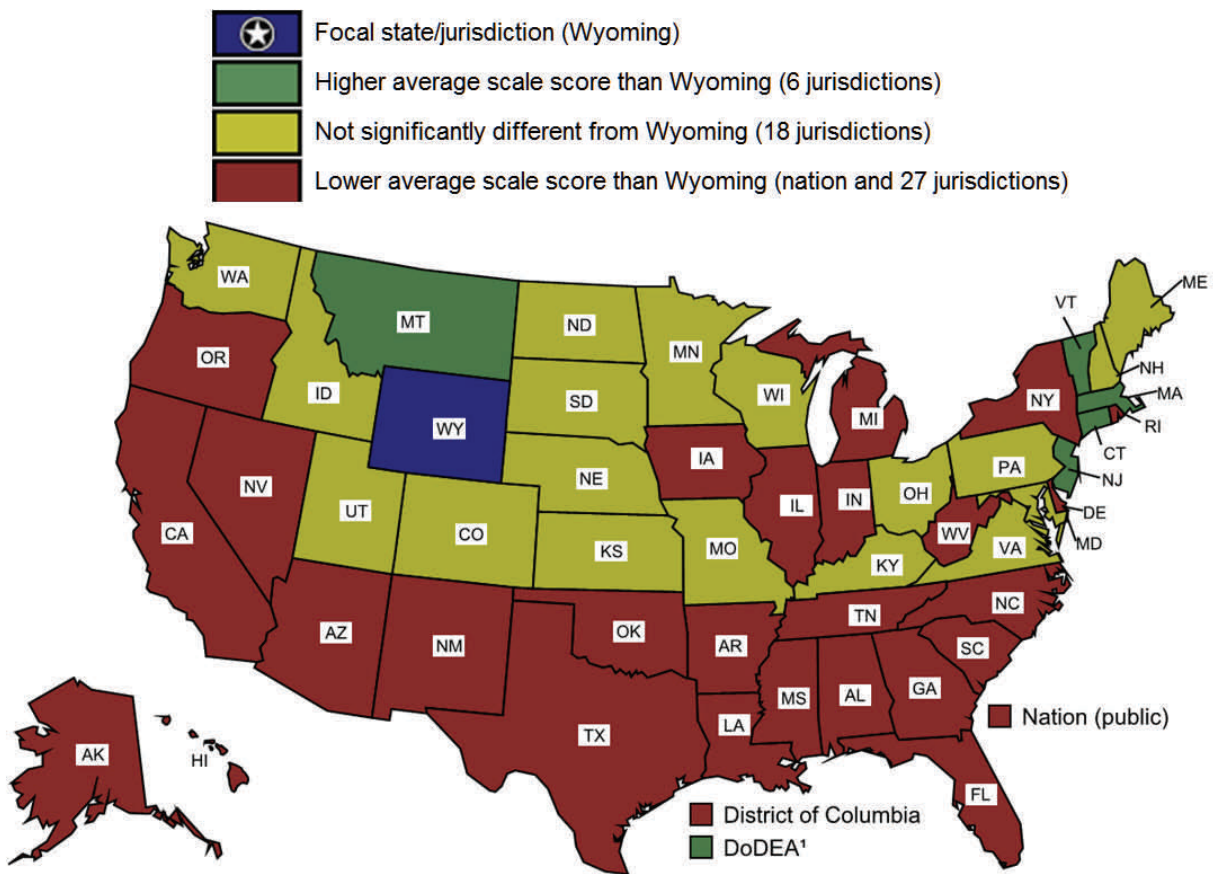 Focal state/jurisdiction (Wyoming)
Higher average scale score than Wyoming (6 jurisdictions)
Not significantly different from Wyoming (18 jurisdictions)
Lower average scale score than Wyoming (nation and 27 jurisdictions)
WA
MT
ND
MN
VT
ME
OR
ID
SD
WI
NH
WY
MI
NY
MA
RI
IA
CT
NE
PA
NJ
NV
UT
CO
IL
IN
OH
DE
CA
KS
MO
WV
VA
MD
KY
AZ
NM
OK
AR
TN
NC
SC
MS
AL
GA
LA
TX
Nation (public)
AK
HI
FL
District of Columbia
DoDEA¹